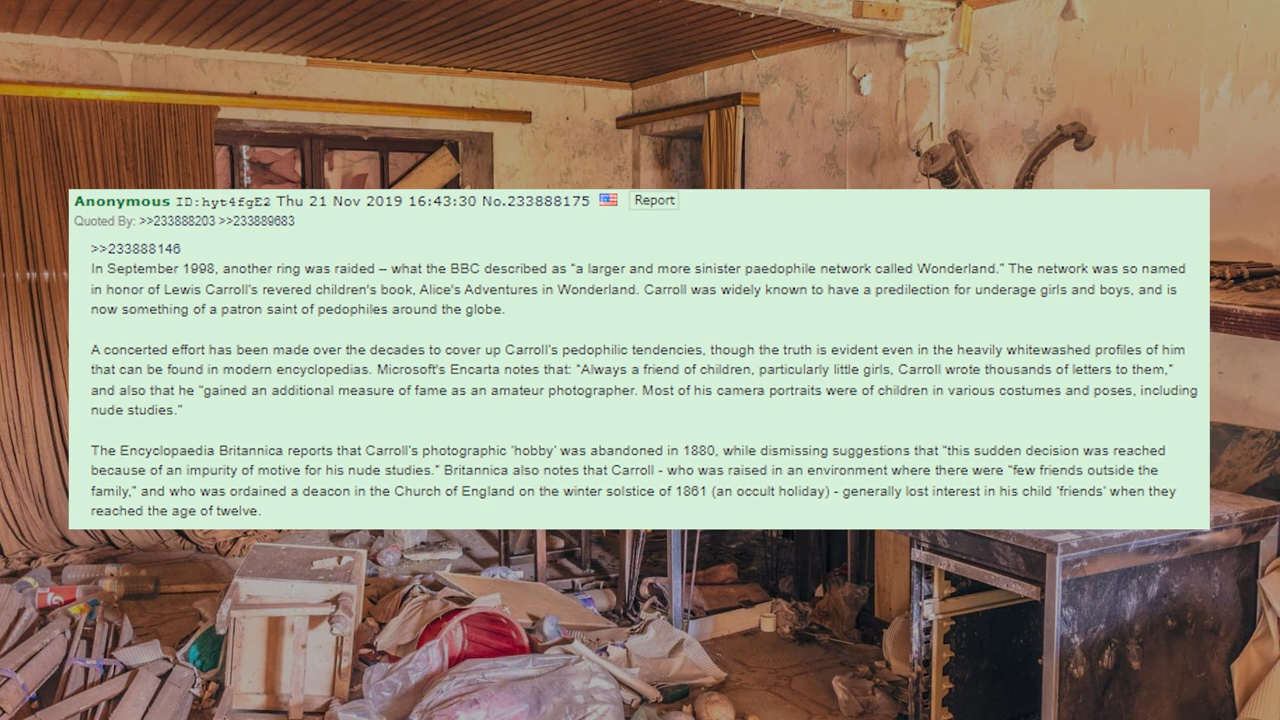 Anonymous ID:hyt4fgE2 Thu 21 Nov 2019 16:43:30 No.233888175 Report
Quoted By: >>233888203 >>233889683
>>233888146
In September 1998, another ring was raided – what the BBC described as "a larger and more sinister paedophile network called Wonderland." The network was so named
in honor of Lewis Carroll's revered children's book, Alice's Adventures in Wonderland. Carroll was widely known to have a predilection for underage girls and boys, and is
now something of a patron saint of pedophiles around the globe.
A concerted effort has been made over the decades to cover up Carroll's pedophilic tendencies, though the truth is evident even in the heavily whitewashed profiles of him
that can be found in modern encyclopedias. Microsoft's Encarta notes that: "Always a friend of children, particularly little girls, Carroll wrote thousands of letters to them,"
and also that he "gained an additional measure of fame as an amateur photographer. Most of his camera portraits were of children in various costumes and poses, including
nude studies."
The Encyclopaedia Britannica reports that Carroll's photographic 'hobby' was abandoned in 1880, while dismissing suggestions that "this sudden decision was reached
because of an impurity of motive for his nude studies." Britannica also notes that Carroll - who was raised in an environment where there were "few friends outside the
family," and who was ordained a deacon in the Church of England on the winter solstice of 1861 (an occult holiday) - generally lost interest in his child 'friends' when they
reached the age of twelve.